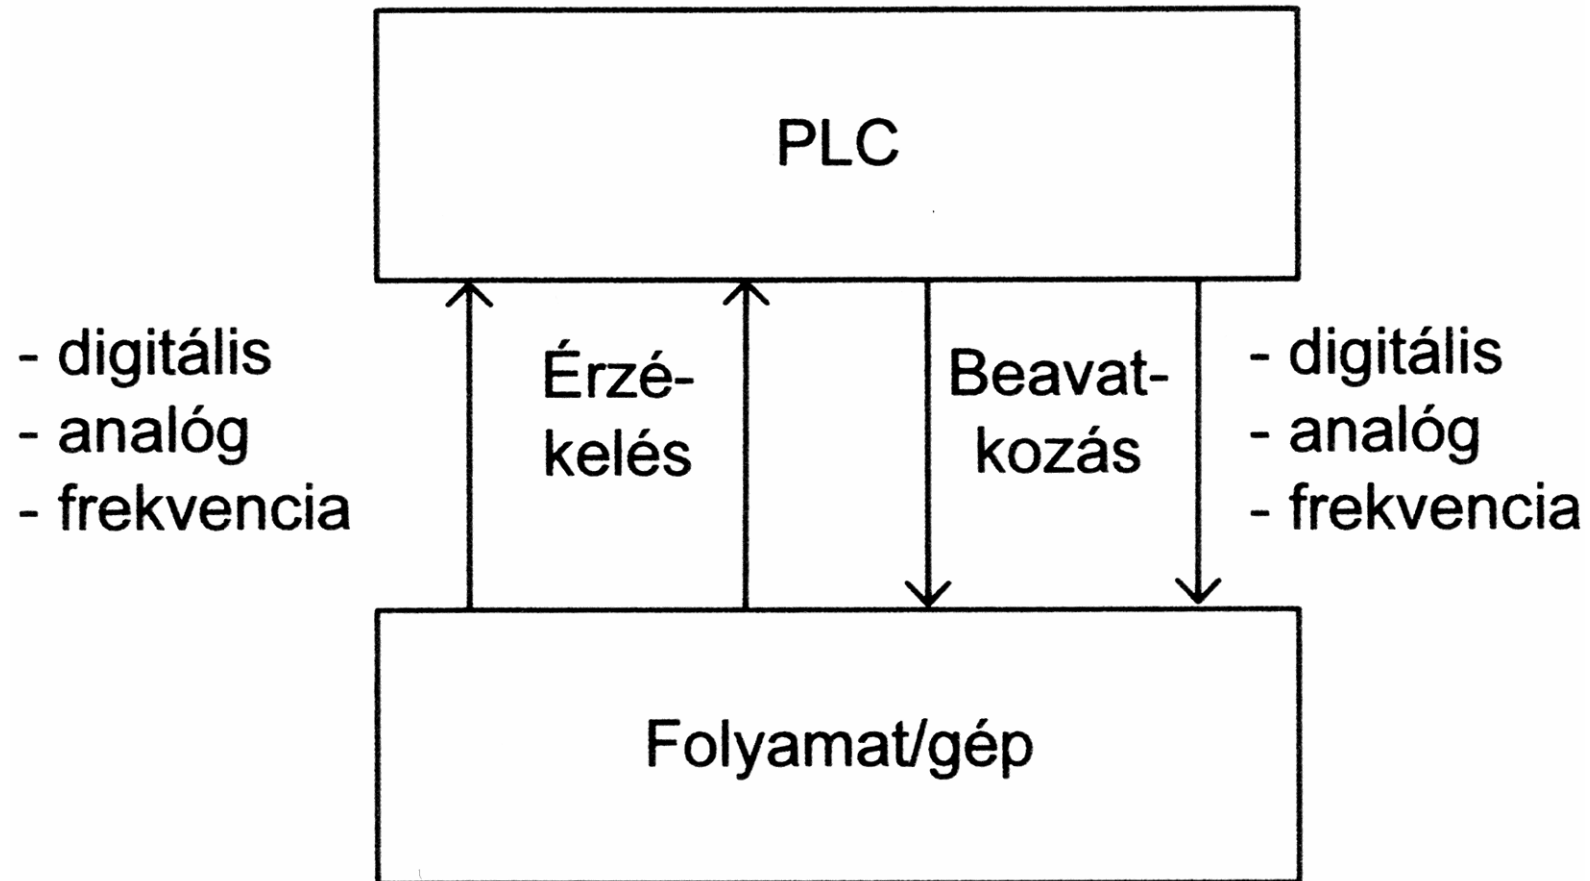 PLC
- digitális
- analóg
- frekvencia
Érzé-
kelés
Beavat-
kozás
- digitális
- analóg
- frekvencia
Folyamat/gép